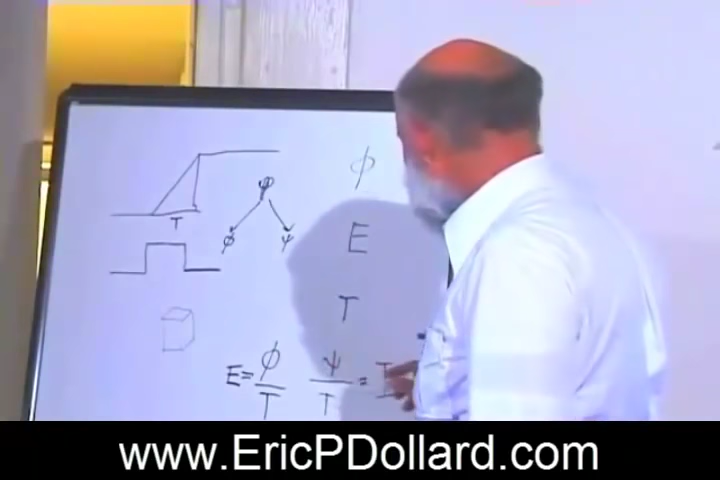 φ
ψ
T
φ ψ
E
T
E = φ/T ψ/T = I
www.EricPDollard.com